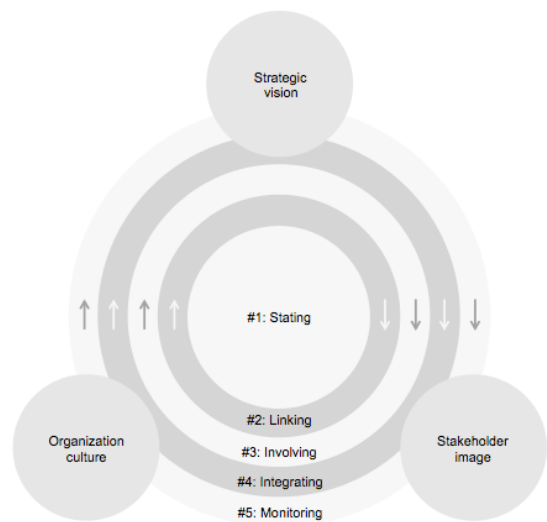 Strategic
vision
#1: Stating
#2: Linking
Organization
culture
#3: Involving
Stakeholder
image
#4: Integrating
#5: Monitoring